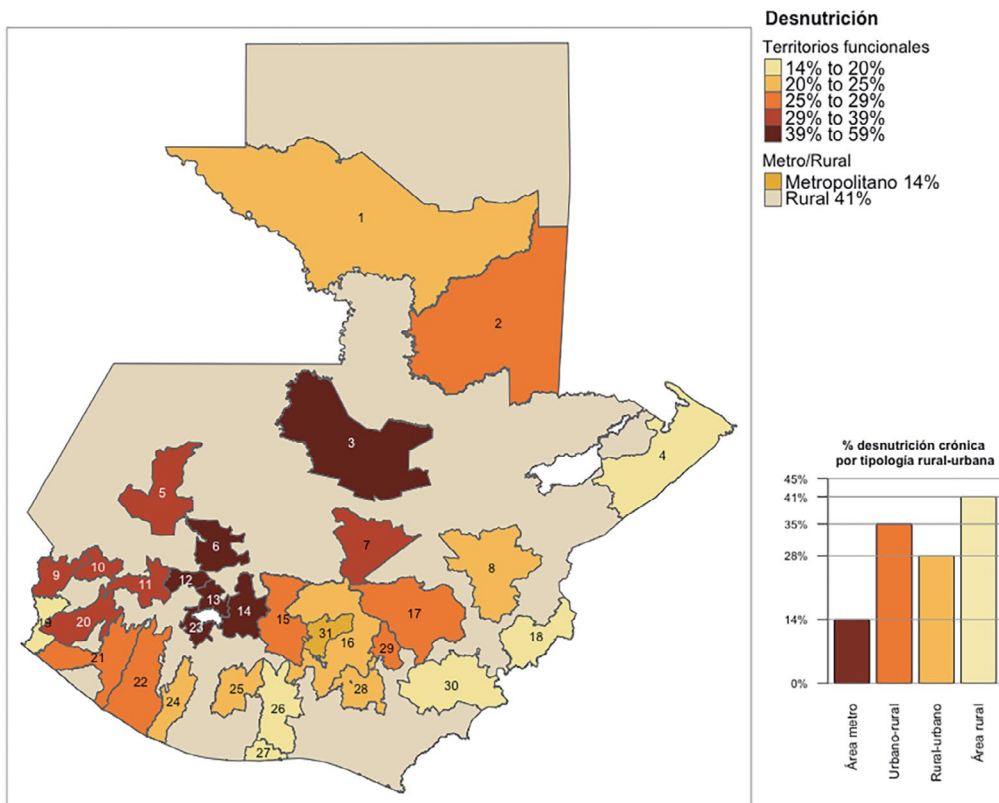 Desnutrición
Territorios funcionales
14% to 20%
20% to 25%
25% to 29%
29% to 39%
39% to 59%
Metro/Rural
Metropolitano 14%
Rural 41%
1
2
3
4
5
6
7
8
9
10
11
12
13
14
15
16
17
18
19
20
21
22
23
24
25
26
27
28
29
30
31
% desnutrición crónica
por tipología rural-urbana
45%
41%
35%
28%
14%
0%
Área metro
Urbano-rural
Rural-urbano
Área rural